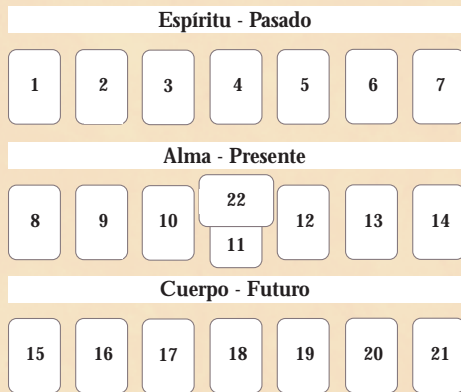 Espíritu - Pasado
1 2 3 4 5 6 7
Alma - Presente
22
8 9 10 12 13 14
11
Cuerpo - Futuro
15 16 17 18 19 20 21